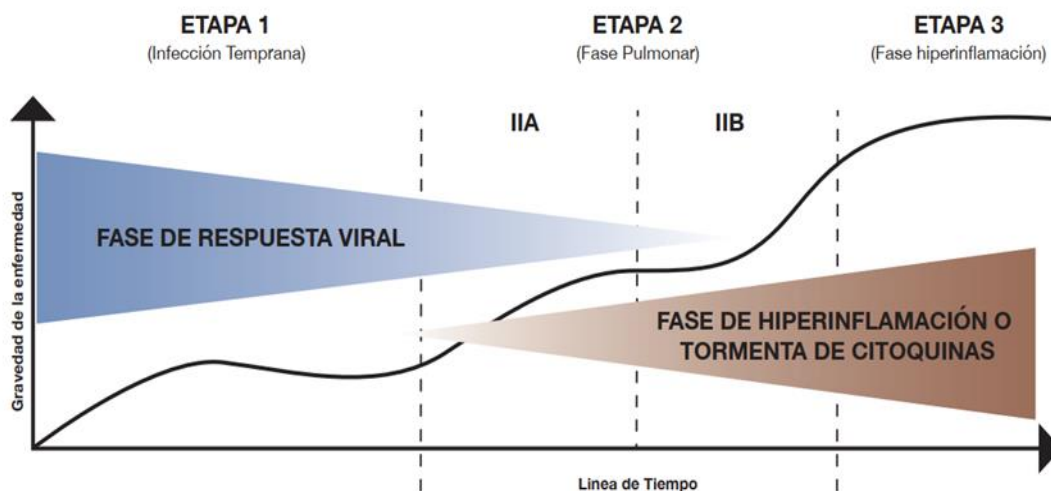 ETAPA 1
(Infección Temprana)
ETAPA 2
(Fase Pulmonar)
ETAPA 3
(Fase hiperinflamación)
IIA
IIB
Gravedad de la enfermedad
FASE DE RESPUESTA VIRAL
FASE DE HIPERINFLAMACIÓN O
TORMENTA DE CITOQUINAS
Linea de Tiempo